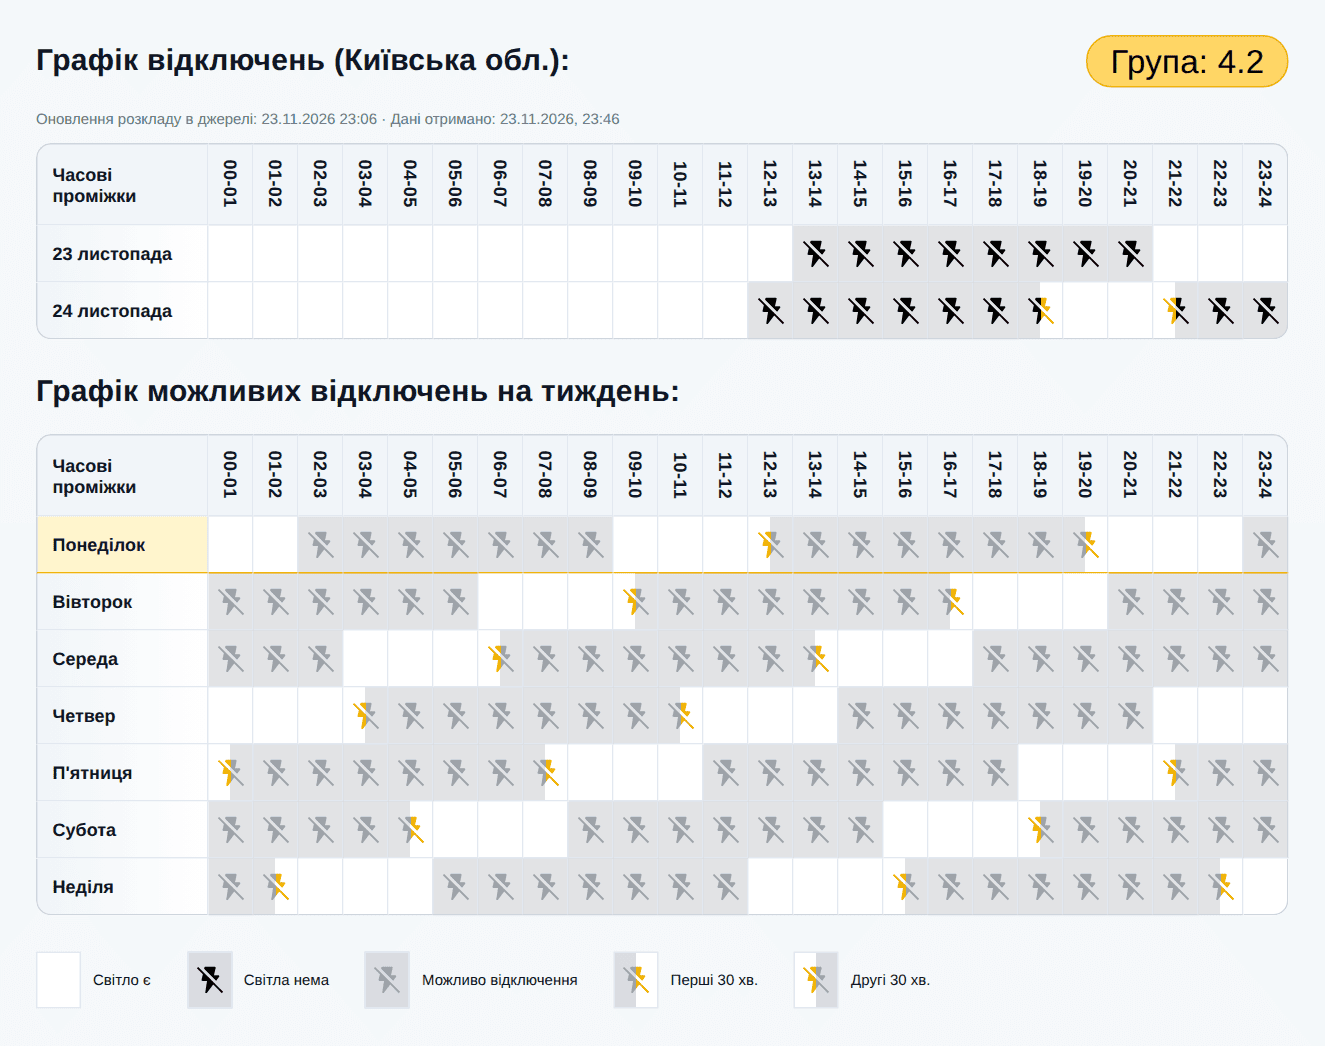 Графік відключень (Київська обл.):
Група: 4.2
Оновлення розкладу в джерелі: 23.11.2026 23:06 · Дані отримано: 23.11.2026, 23:46
Часові проміжки 00-01 01-02 02-03 03-04 04-05 05-06 06-07 07-08 08-09 09-10 10-11 11-12 12-13 13-14 14-15 15-16 16-17 17-18 18-19 19-20 20-21 21-22 22-23 23-24
23 листопада
24 листопада
Графік можливих відключень на тиждень:
Часові проміжки 00-01 01-02 02-03 03-04 04-05 05-06 06-07 07-08 08-09 09-10 10-11 11-12 12-13 13-14 14-15 15-16 16-17 17-18 18-19 19-20 20-21 21-22 22-23 23-24
Понеділок
Вівторок
Середа
Четвер
П'ятниця
Субота
Неділя
Світло є
Світла нема
Можливо відключення
Перші 30 хв.
Другі 30 хв.